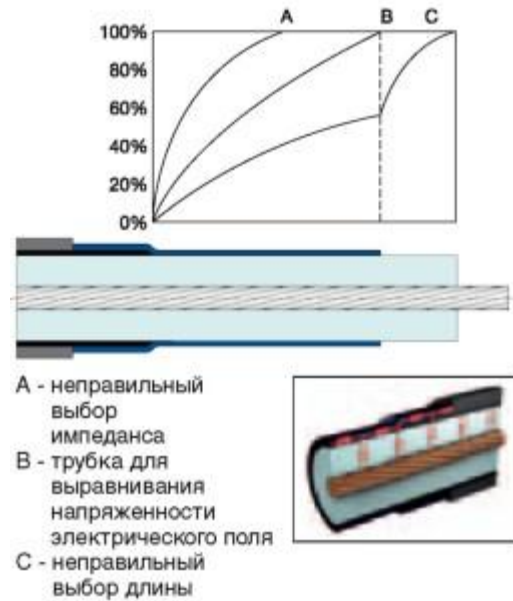 A B C
100%
80%
60%
40%
20%
0%
A - неправильный
выбор
импеданса
B - трубка для
выравнивания
напряженности
электрического поля
C - неправильный
выбор длины